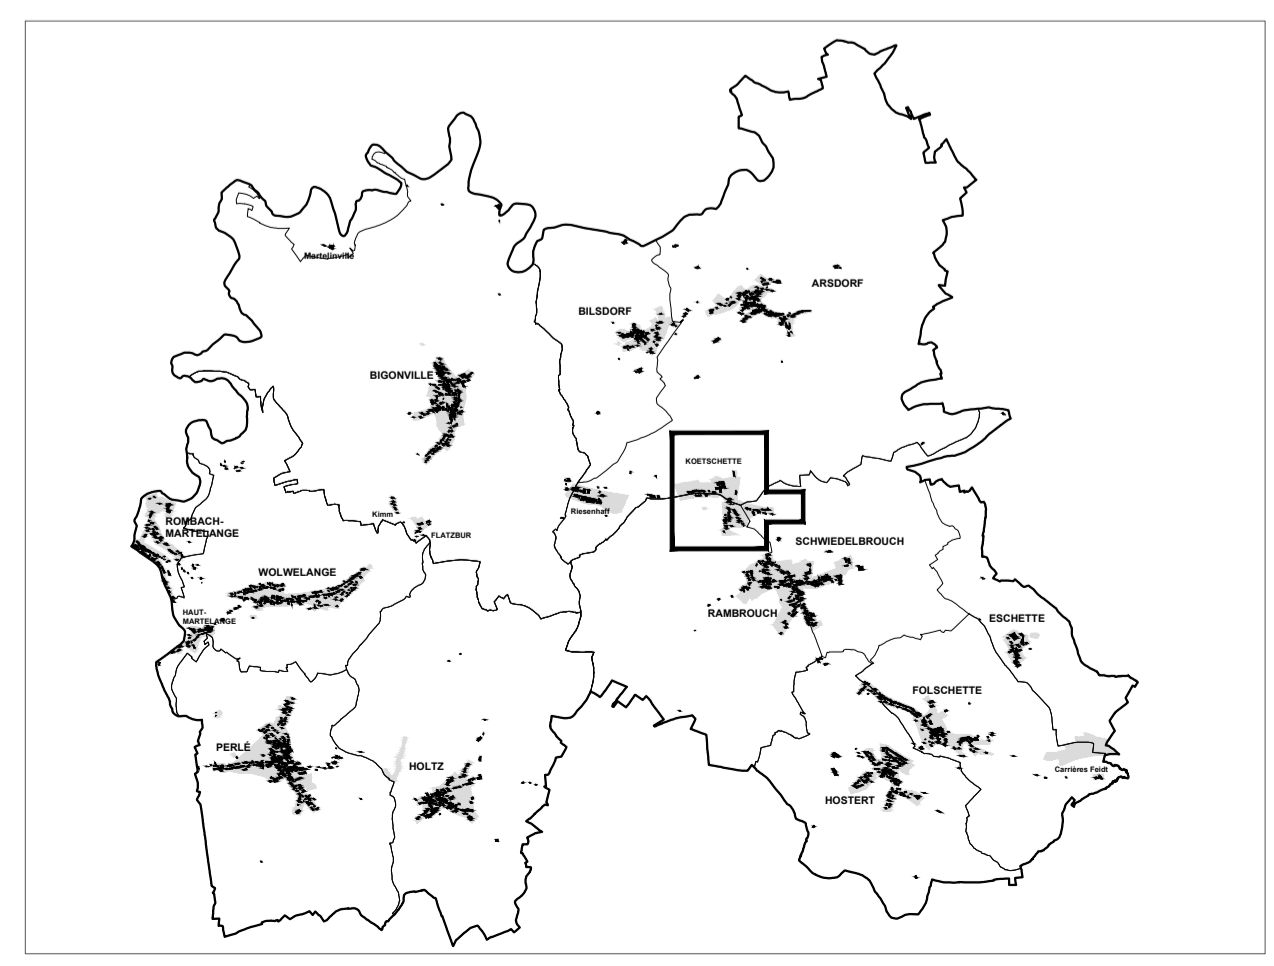 Martelinville
ARSDORF
BILSDORF
BIGONVILLE
KOETSCHETTE
Riesenhaff
Kimm
ROMBACH-
MARTELANGE
FLATZBUR
SCHWIEDELBROUCH
WOLWELANGE
HAUT-
MARTELANGE
RAMBROUCH
ESCHETTE
FOLSCHETTE
PERLÉ
HOLTZ
Carrières Feidt
HOSTERT